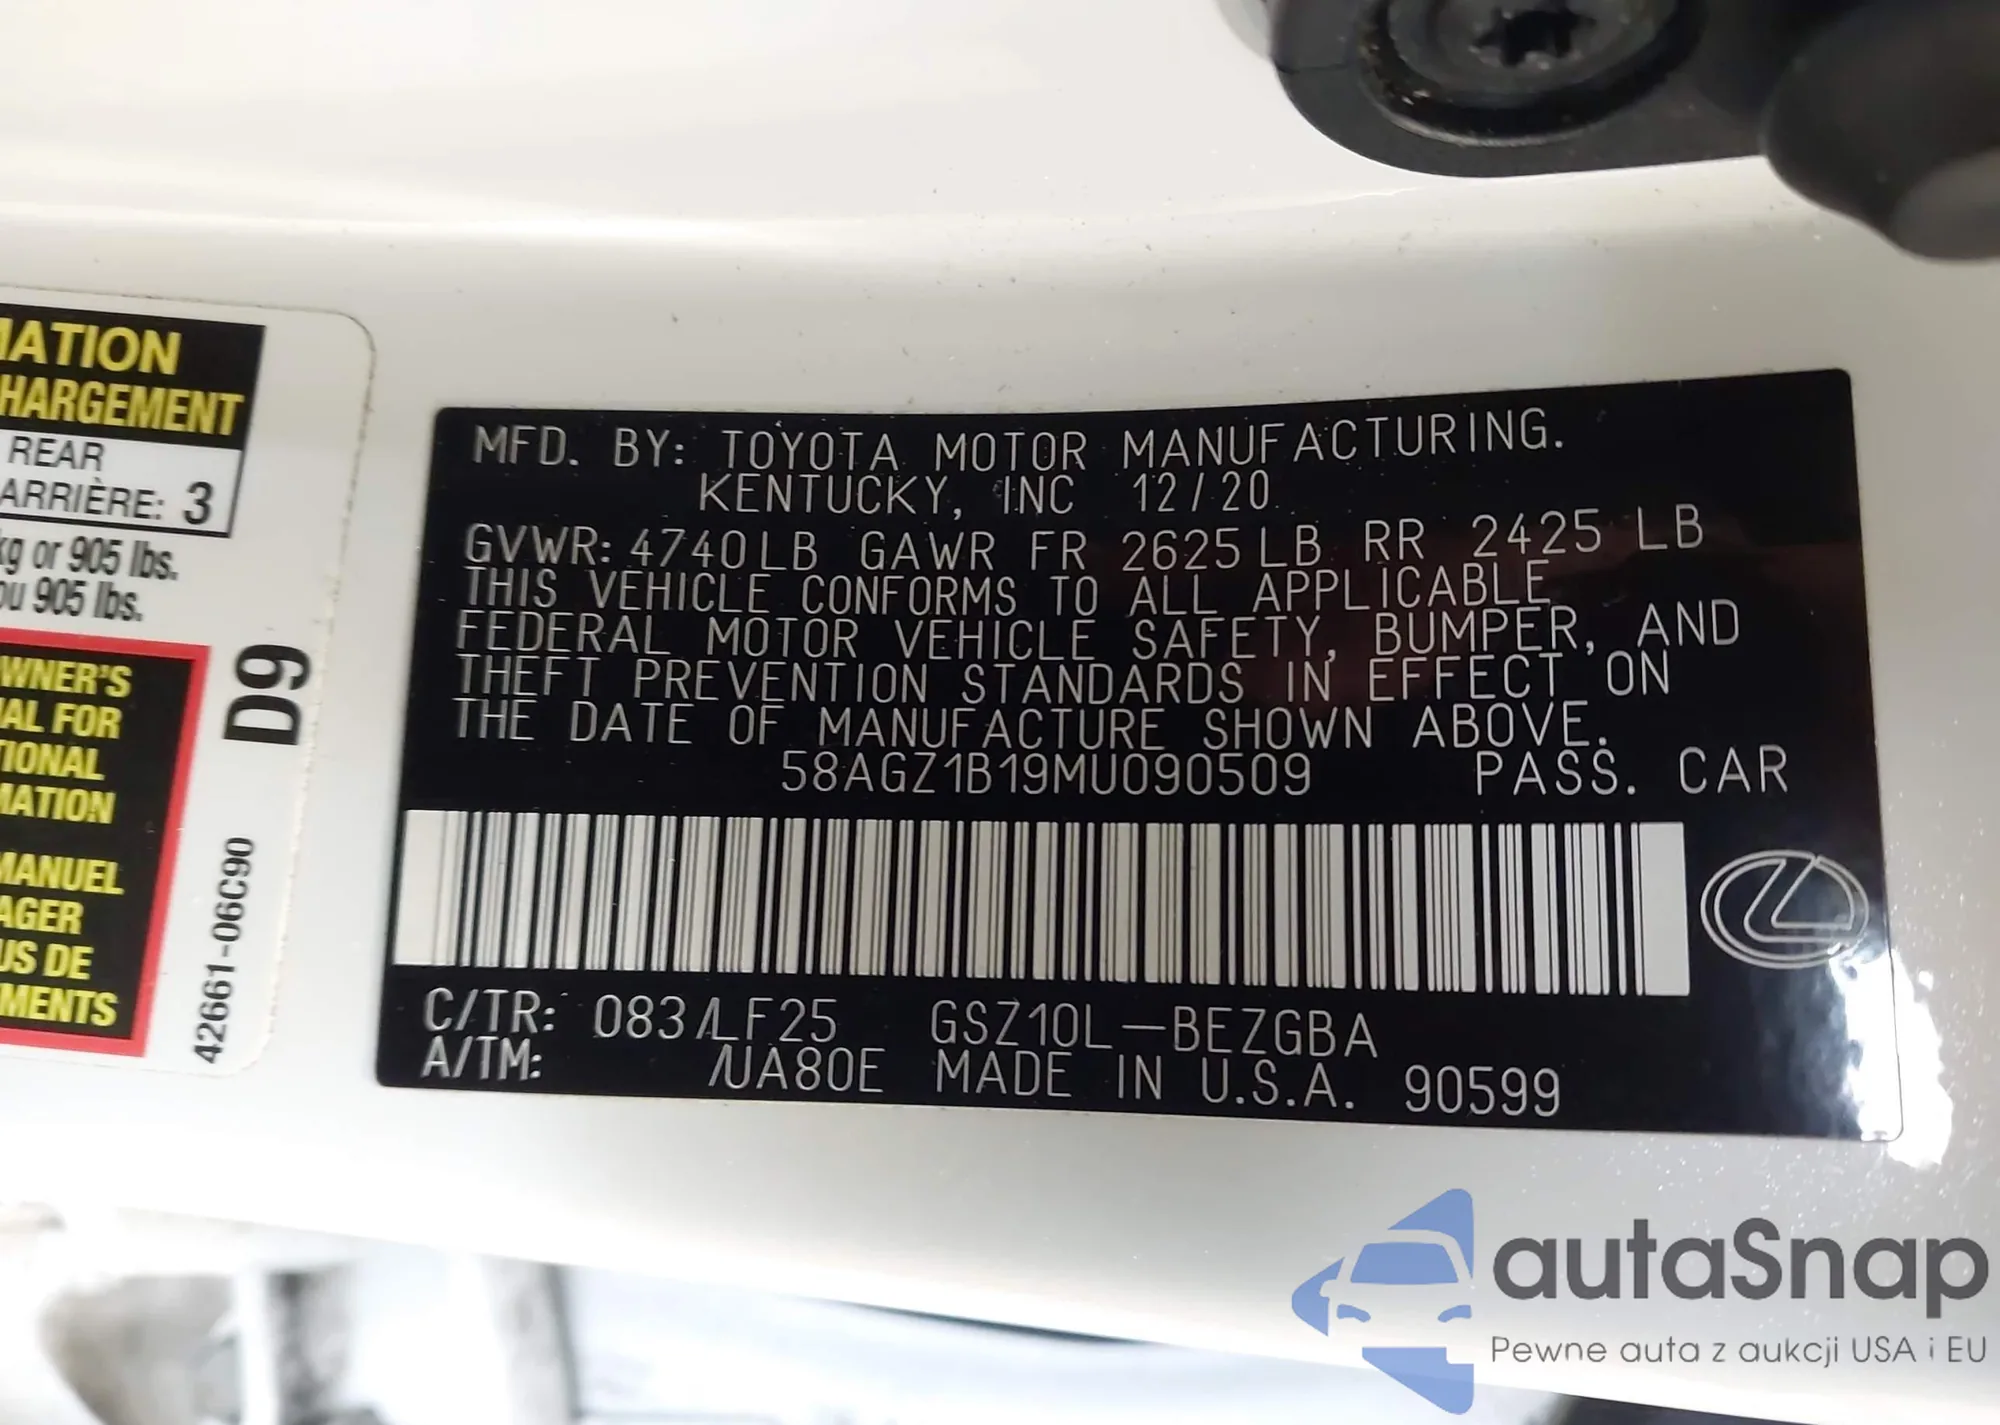 MATION
HARGEMENT
REAR
ARRIÈRE: 3
kg or 905 lbs.
ou 905 lbs.
WNER'S
AL FOR
TIONAL
MATION
MANUEL
AGER
US DE
MENTS
D9
42661-06C90
MFD. BY: TOYOTA MOTOR MANUFACTURING.
KENTUCKY, INC 12/20
GVWR: 4740LB GAWR FR 2625LB RR 2425 LB
THIS VEHICLE CONFORMS TO ALL APPLICABLE
FEDERAL MOTOR VEHICLE SAFETY, BUMPER, AND
THEFT PREVENTION STANDARDS IN EFFECT ON
THE DATE OF MANUFACTURE SHOWN ABOVE.
58AGZ1B19MU090509 PASS. CAR
C/TR: 083/LF25 GSZ10L-BEZGBA
A/TM: /UA80E MADE IN U.S.A. 90599
autaSnap
Pewne auta z aukcji USA i EU